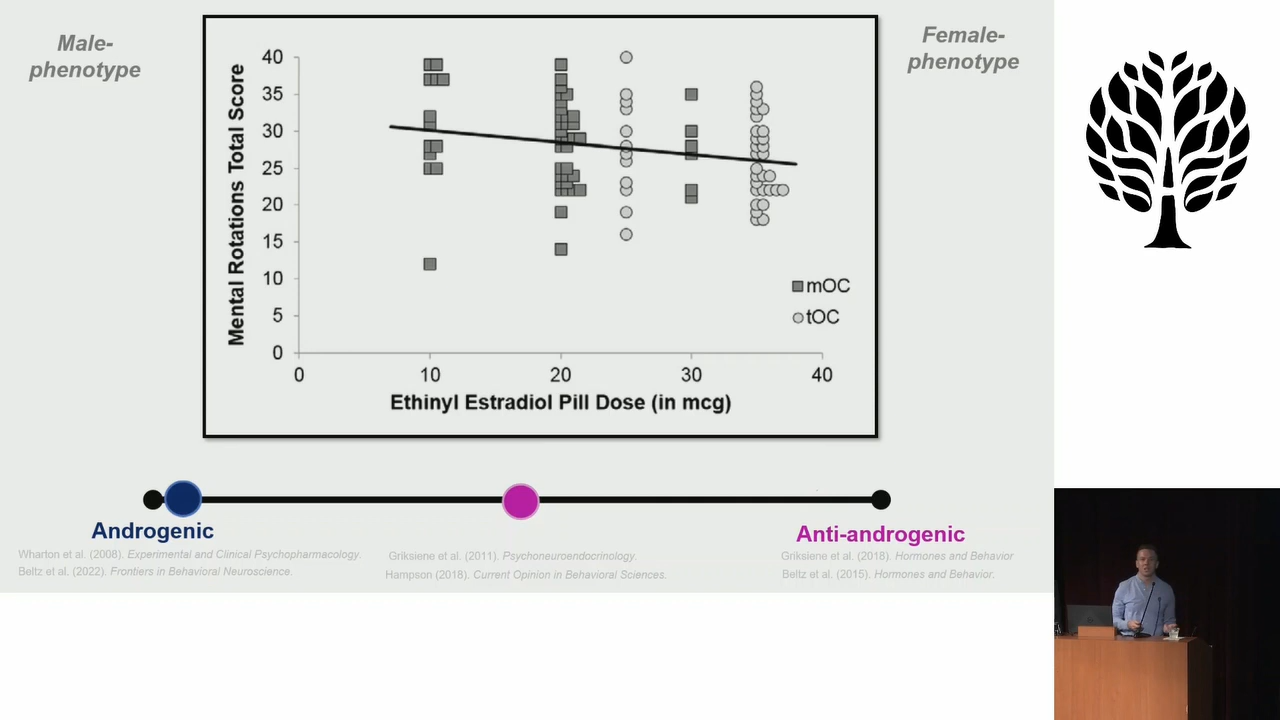 Male-
phenotype
Female-
phenotype
Mental Rotations Total Score
40
35
30
25
20
15
10
5
0
mOC
tOC
0 10 20 30 40
Ethinyl Estradiol Pill Dose (in mcg)
Androgenic
Anti-androgenic
Wharton et al. (2008). Experimental and Clinical Psychopharmacology.
Beltz et al. (2022). Frontiers in Behavioral Neuroscience.
Griksiene et al. (2011). Psychoneuroendocrinology.
Hampson (2018). Current Opinion in Behavioral Sciences.
Griksiene et al. (2018). Hormones and Behavior
Beltz et al. (2015). Hormones and Behavior.